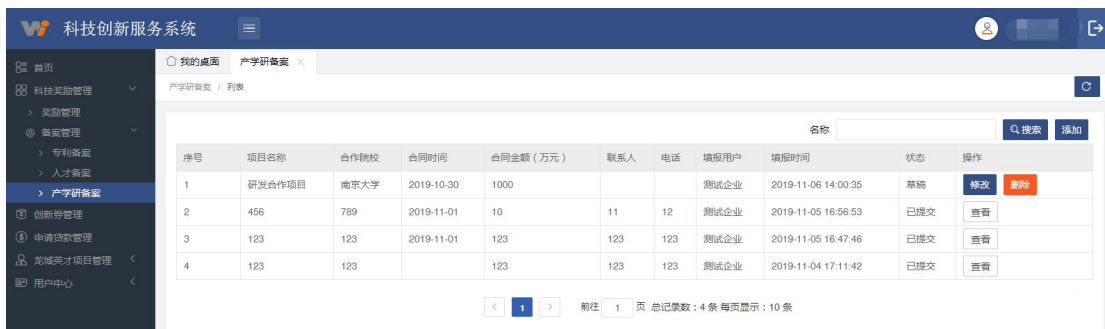 科技创新服务系统
首页
科技奖励管理
奖励管理
备案管理
专利备案
人才备案
产学研备案
创新券管理
申请贷款管理
龙城英才项目管理
用户中心
我的桌面 产学研备案
产学研备案 / 列表
名称 搜索 添加
序号 项目名称 合作院校 合同时间 合同金额(万元) 联系人 电话 填报用户 填报时间 状态 操作
1 研发合作项目 南京大学 2019-10-30 1000 测试企业 2019-11-06 14:00:35 草稿 修改 删除
2 456 789 2019-11-01 10 11 12 测试企业 2019-11-05 16:56:53 已提交 查看
3 123 123 2019-11-01 123 123 123 测试企业 2019-11-05 16:47:46 已提交 查看
4 123 123 123 123 123 测试企业 2019-11-04 17:11:42 已提交 查看
1 前往 1 页 总记录数:4 条 每页显示:10 条